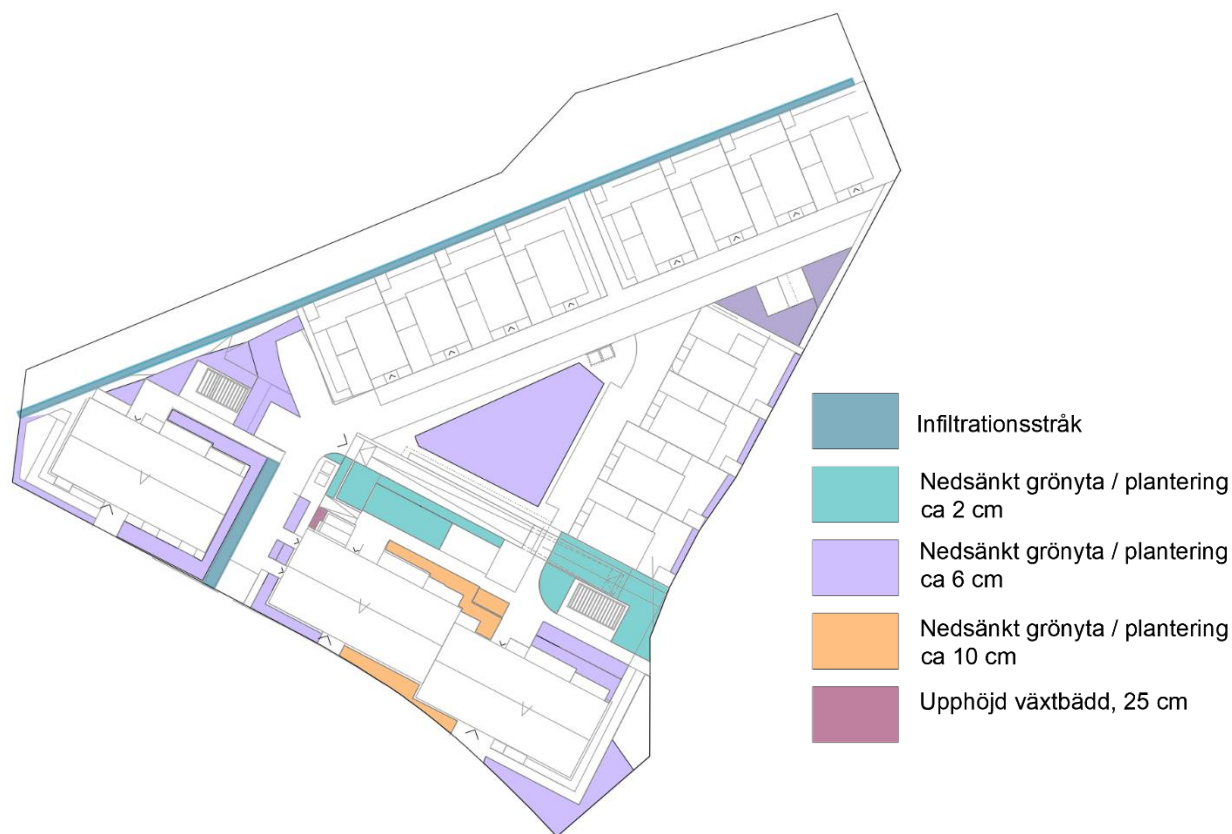 Infiltrationsstråk
Nedsänkt grönyta / plantering
ca 2 cm
Nedsänkt grönyta / plantering
ca 6 cm
Nedsänkt grönyta / plantering
ca 10 cm
Upphöjd växtbädd, 25 cm